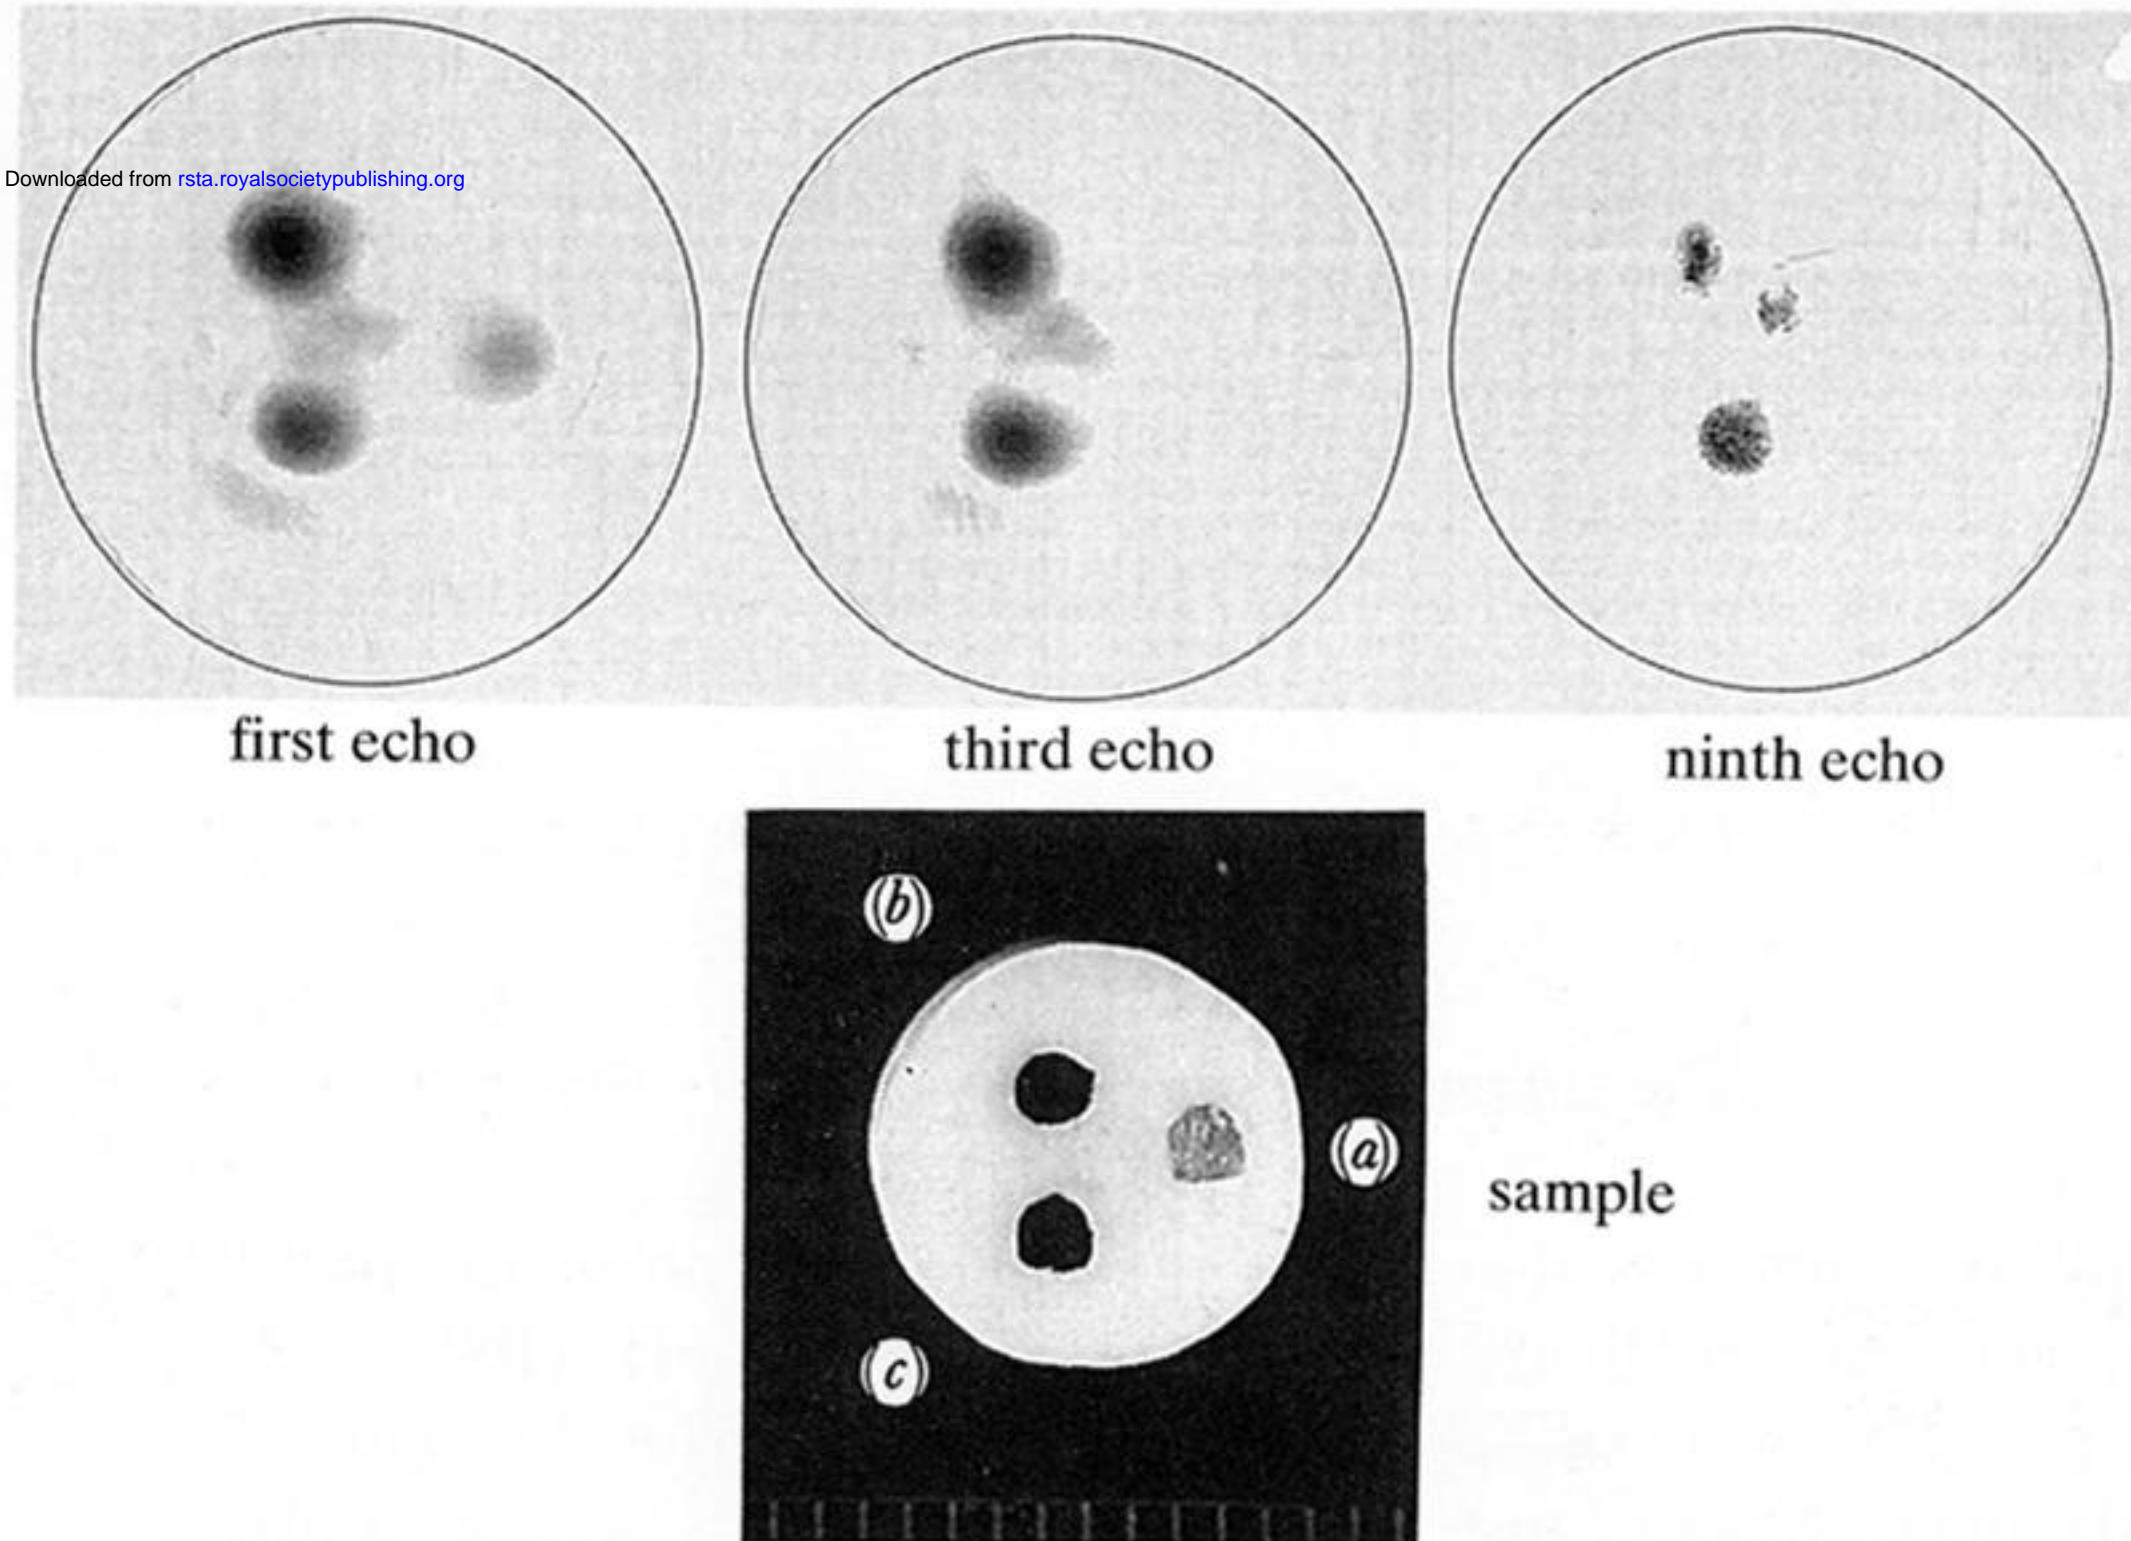 Downloaded from rsta.royalsocietypublishing.org
first echo
third echo
ninth echo
(b)
(a)
sample
(c)